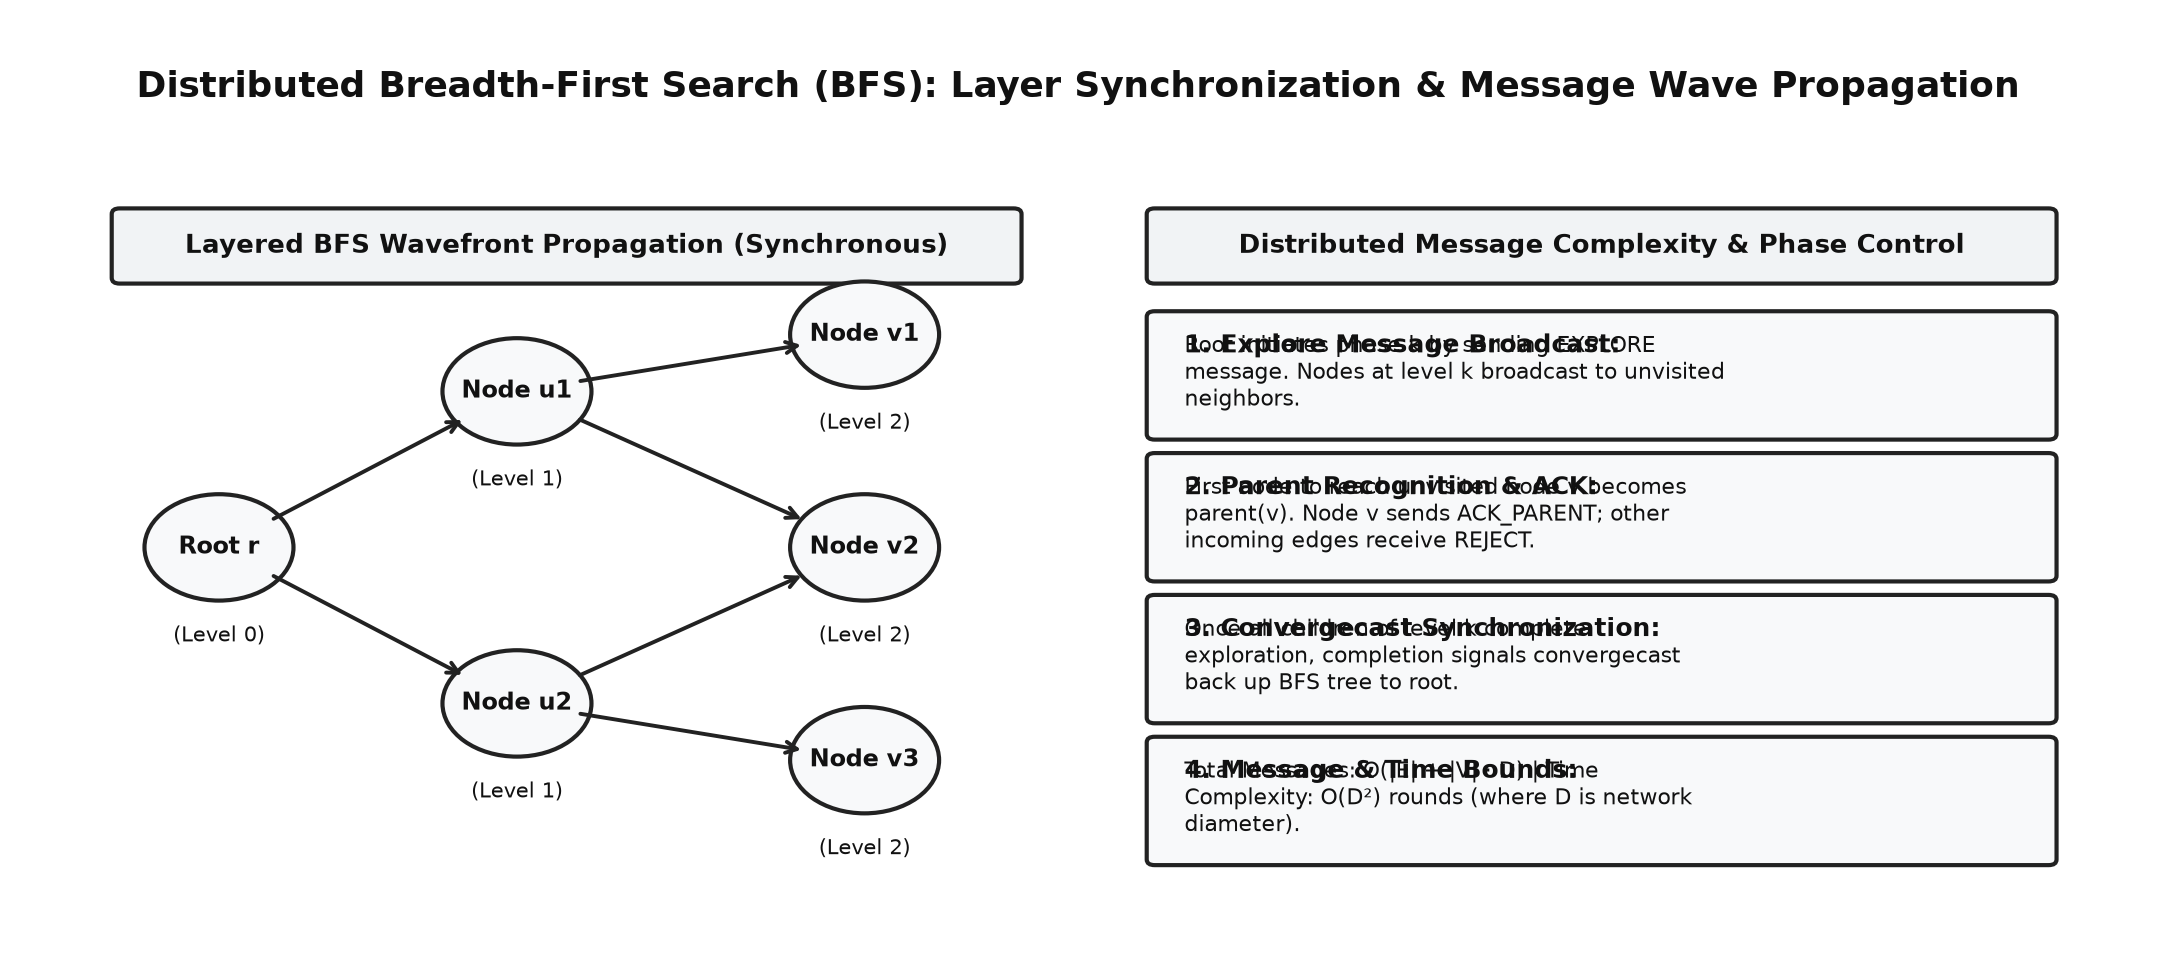 Distributed Breadth-First Search (BFS): Layer Synchronization & Message Wave Propagation
Layered BFS Wavefront Propagation (Synchronous)
Node v1
(Level 2)
Node u1
(Level 1)
Root r
(Level 0)
Node v2
(Level 2)
Node u2
(Level 1)
Node v3
(Level 2)
Distributed Message Complexity & Phase Control
1. Explore Message Broadcast:
EXPLORE
message. Nodes at level k broadcast to unvisited
neighbors.
2. Parent Recognition & ACK:
becomes
parent(v). Node v sends ACK_PARENT; other
incoming edges receive REJECT.
3. Convergecast Synchronization:
exploration, completion signals convergecast
back up BFS tree to root.
4. Message & Time Bounds:
Time
Complexity: O(D²) rounds (where D is network
diameter).